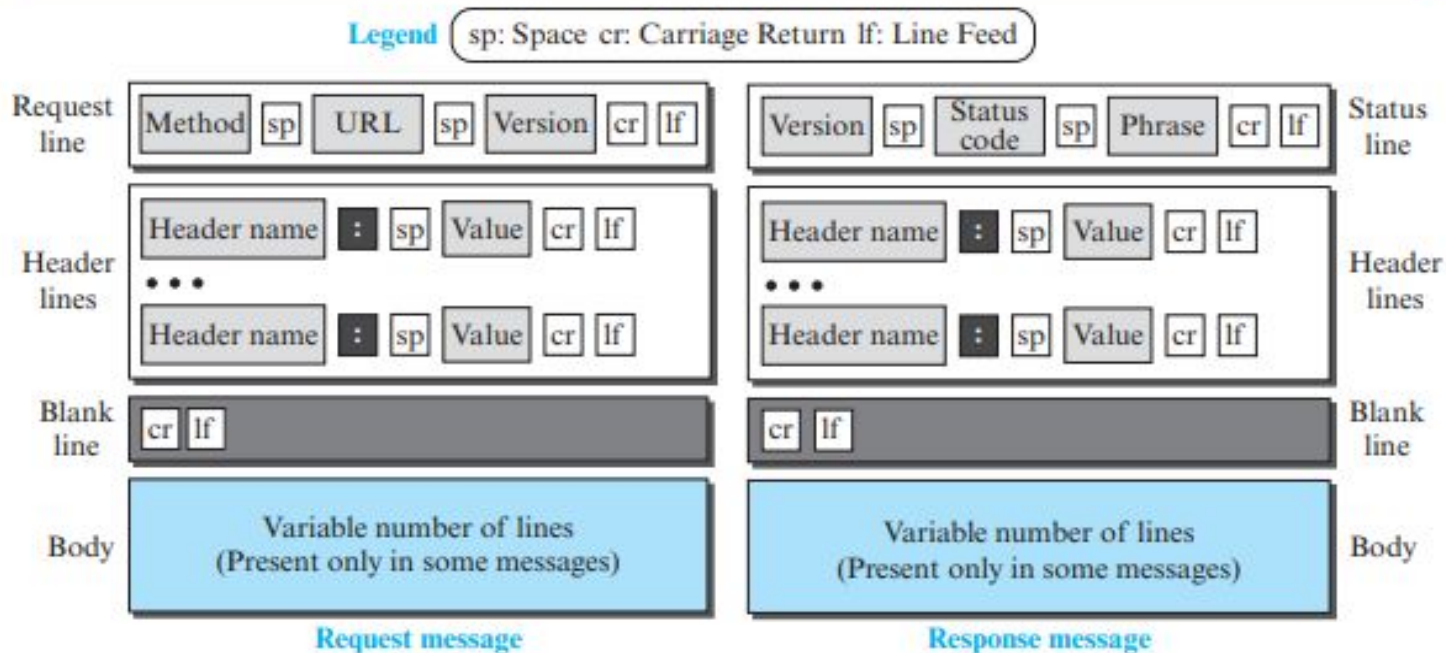 Legend sp: Space cr: Carriage Return lf: Line Feed
Request line
Method sp URL sp Version cr lf
Header lines
Header name : sp Value cr lf
• • •
Header name : sp Value cr lf
Blank line
cr lf
Body
Variable number of lines
(Present only in some messages)
Request message
Version sp Status code sp Phrase cr lf
Status line
Header name : sp Value cr lf
• • •
Header name : sp Value cr lf
Header lines
cr lf
Blank line
Variable number of lines
(Present only in some messages)
Body
Response message